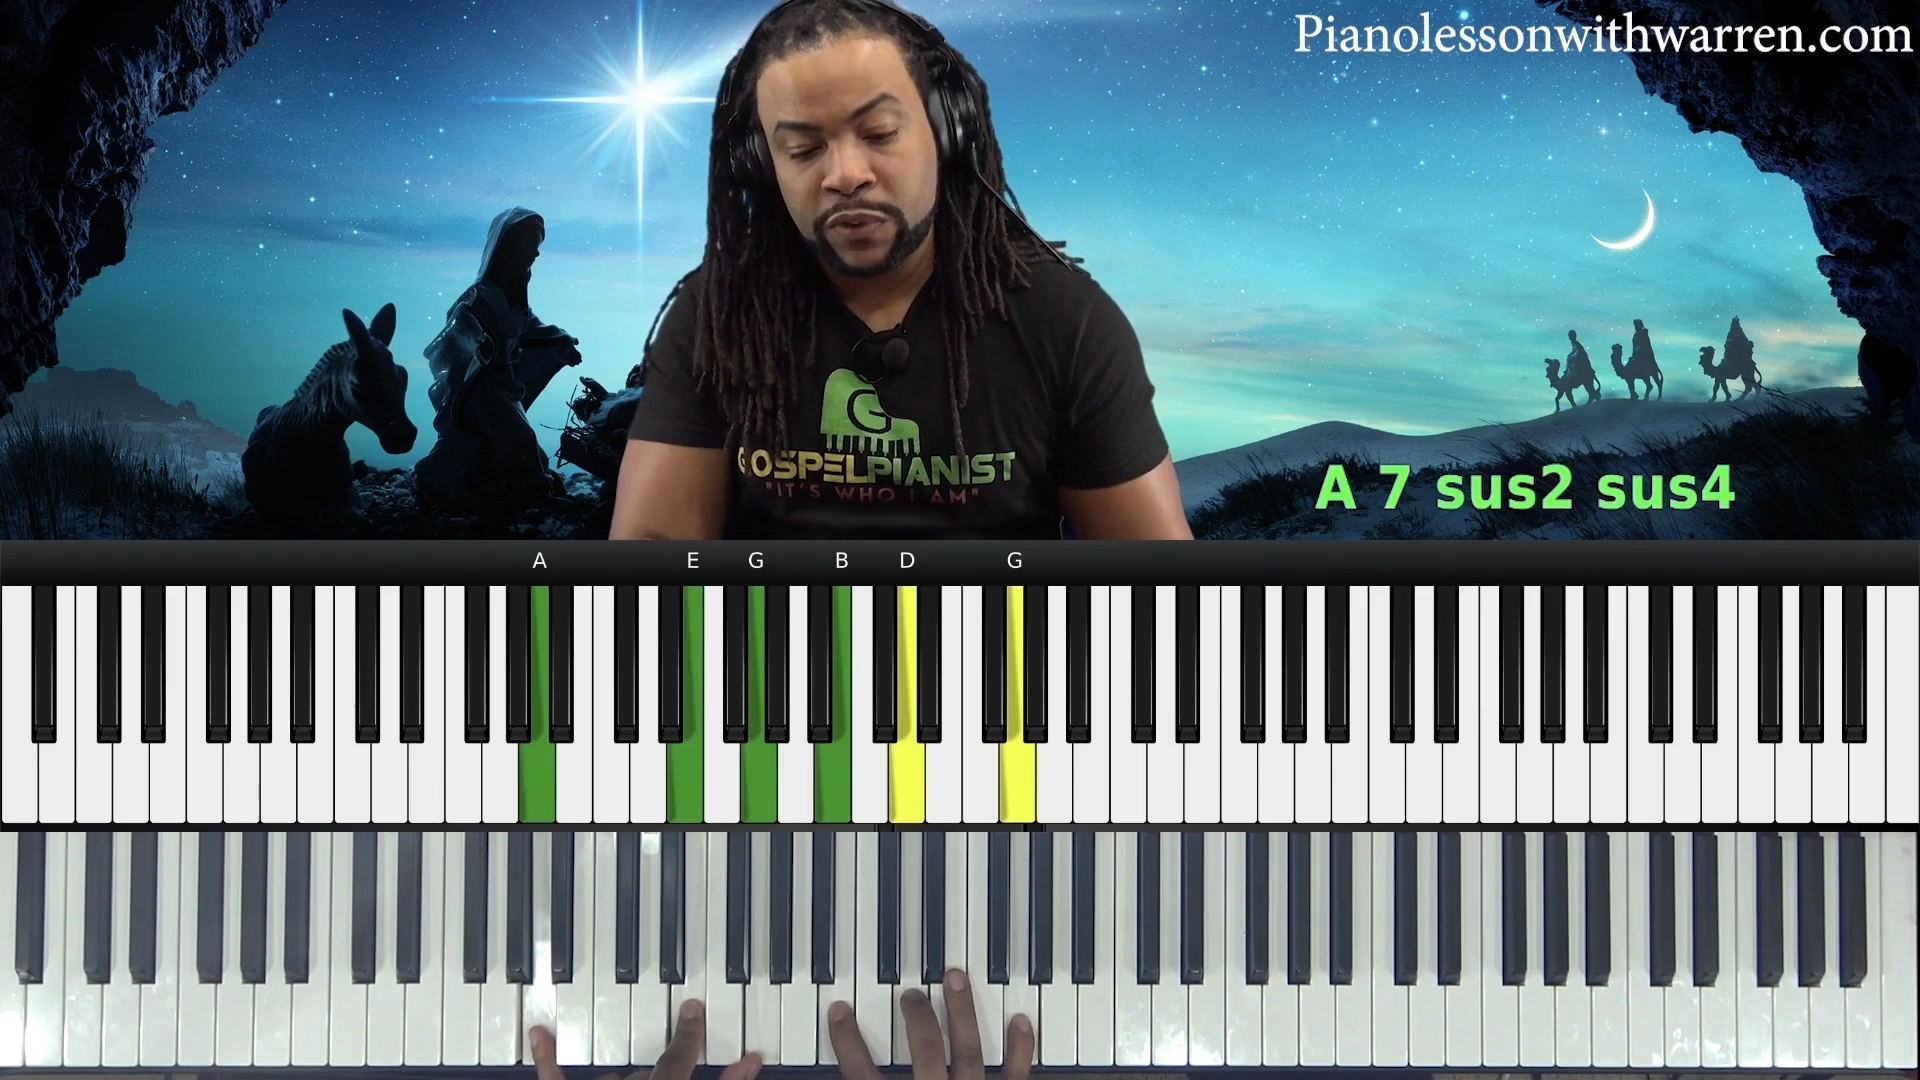 Pianolessonwithwarren.com
G
GOSPELPIANIST
"IT'S WHO I AM"
A 7 sus2 sus4
A E G B D G